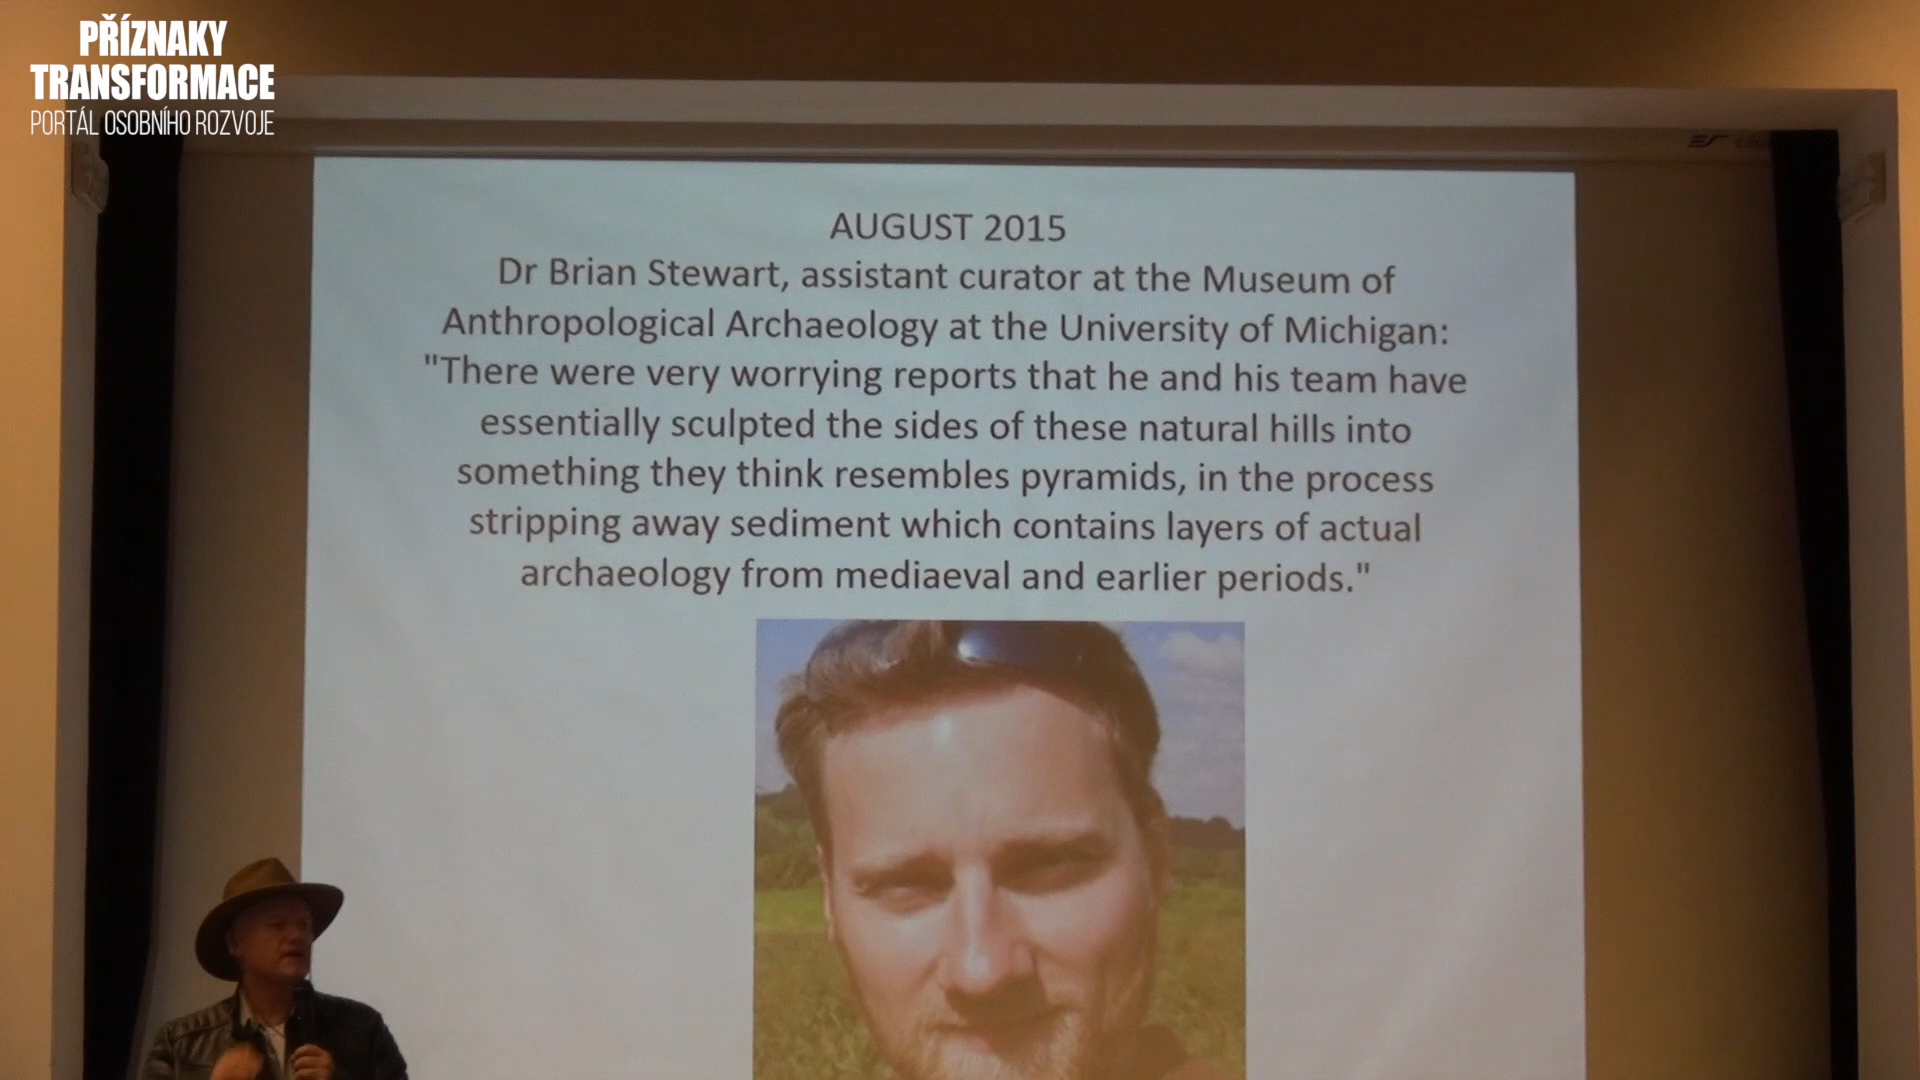 PŘÍZNAKY
TRANSFORMACE
PORTÁL OSOBNÍHO ROZVOJE
AUGUST 2015
Dr Brian Stewart, assistant curator at the Museum of
Anthropological Archaeology at the University of Michigan:
"There were very worrying reports that he and his team have
essentially sculpted the sides of these natural hills into
something they think resembles pyramids, in the process
stripping away sediment which contains layers of actual
archaeology from mediaeval and earlier periods."